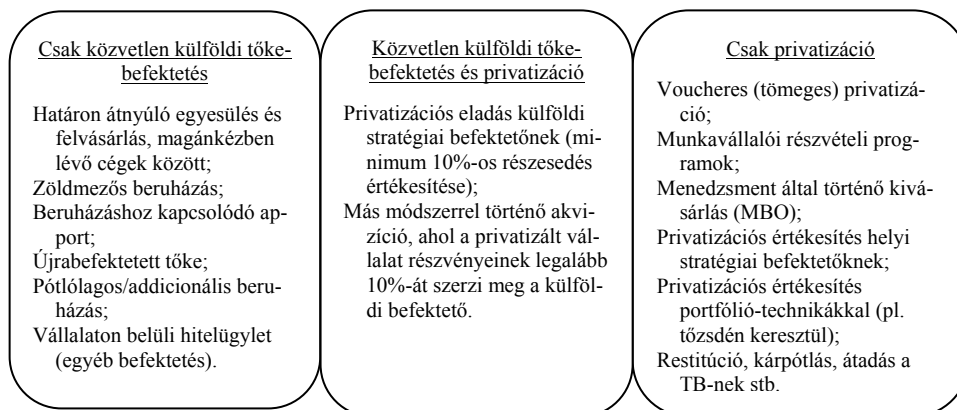 Csak közvetlen külföldi tőke-
befektetés
Határon átnyúló egyesülés és
felvásárlás, magánkézben
lévő cégek között;
Zöldmezős beruházás;
Beruházáshoz kapcsolódó ap-
port;
Újrabefektetett tőke;
Pótlólagos/addicionális beru-
házás;
Vállalaton belüli hitelügylet
(egyéb befektetés).
Közvetlen külföldi tőke-
befektetés és privatizáció
Privatizációs eladás külföldi
stratégiai befektetőnek (mi-
nimum 10%-os részesedés
értékesítése);
Más módszerrel történő akvi-
zíció, ahol a privatizált vál-
lalat részvényeinek legalább
10%-át szerzi meg a külföl-
di befektető.
Csak privatizáció
Voucheres (tömeges) privatizá-
ció;
Munkavállalói részvételi prog-
ramok;
Menedzsment által történő kivá-
sárlás (MBO);
Privatizációs értékesítés helyi
stratégiai befektetőknek;
Privatizációs értékesítés
portfólió-technikákkal (pl.
tőzsdén keresztül);
Restitúció, kárpótlás, átadás a
TB-nek stb.